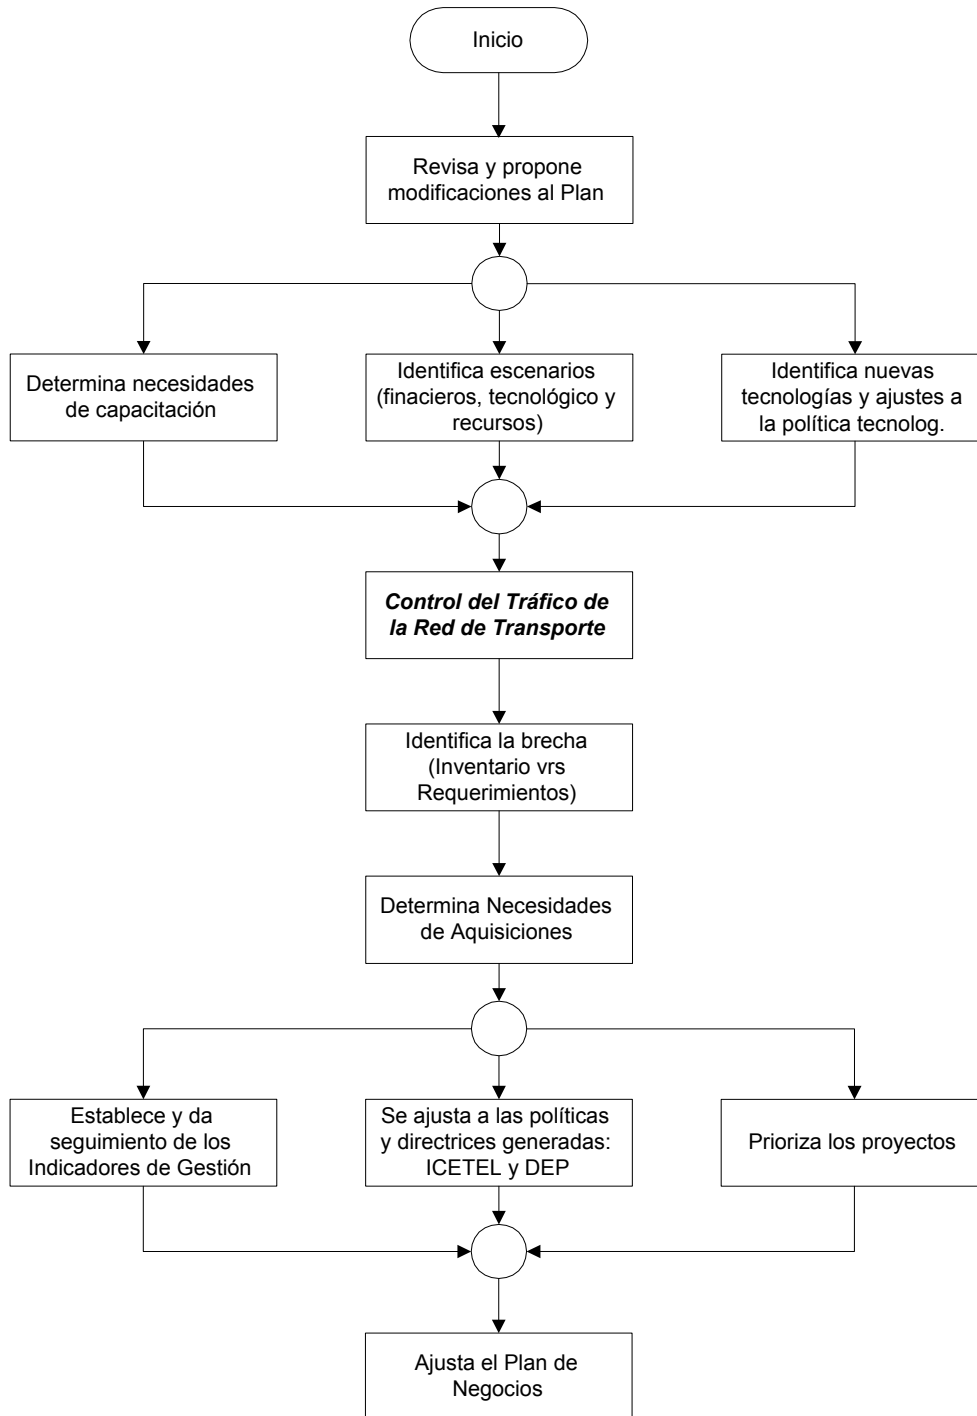 Inicio
Revisa y propone
modificaciones al Plan
Determina necesidades
de capacitación
Identifica escenarios
(finacieros, tecnológico y
recursos)
Identifica nuevas
tecnologías y ajustes a
la política tecnolog.
Control del Tráfico de
la Red de Transporte
Identifica la brecha
(Inventario vrs
Requerimientos)
Determina Necesidades
de Aquisiciones
Establece y da
seguimiento de los
Indicadores de Gestión
Se ajusta a las políticas
y directrices generadas:
ICETEL y DEP
Prioriza los proyectos
Ajusta el Plan de
Negocios